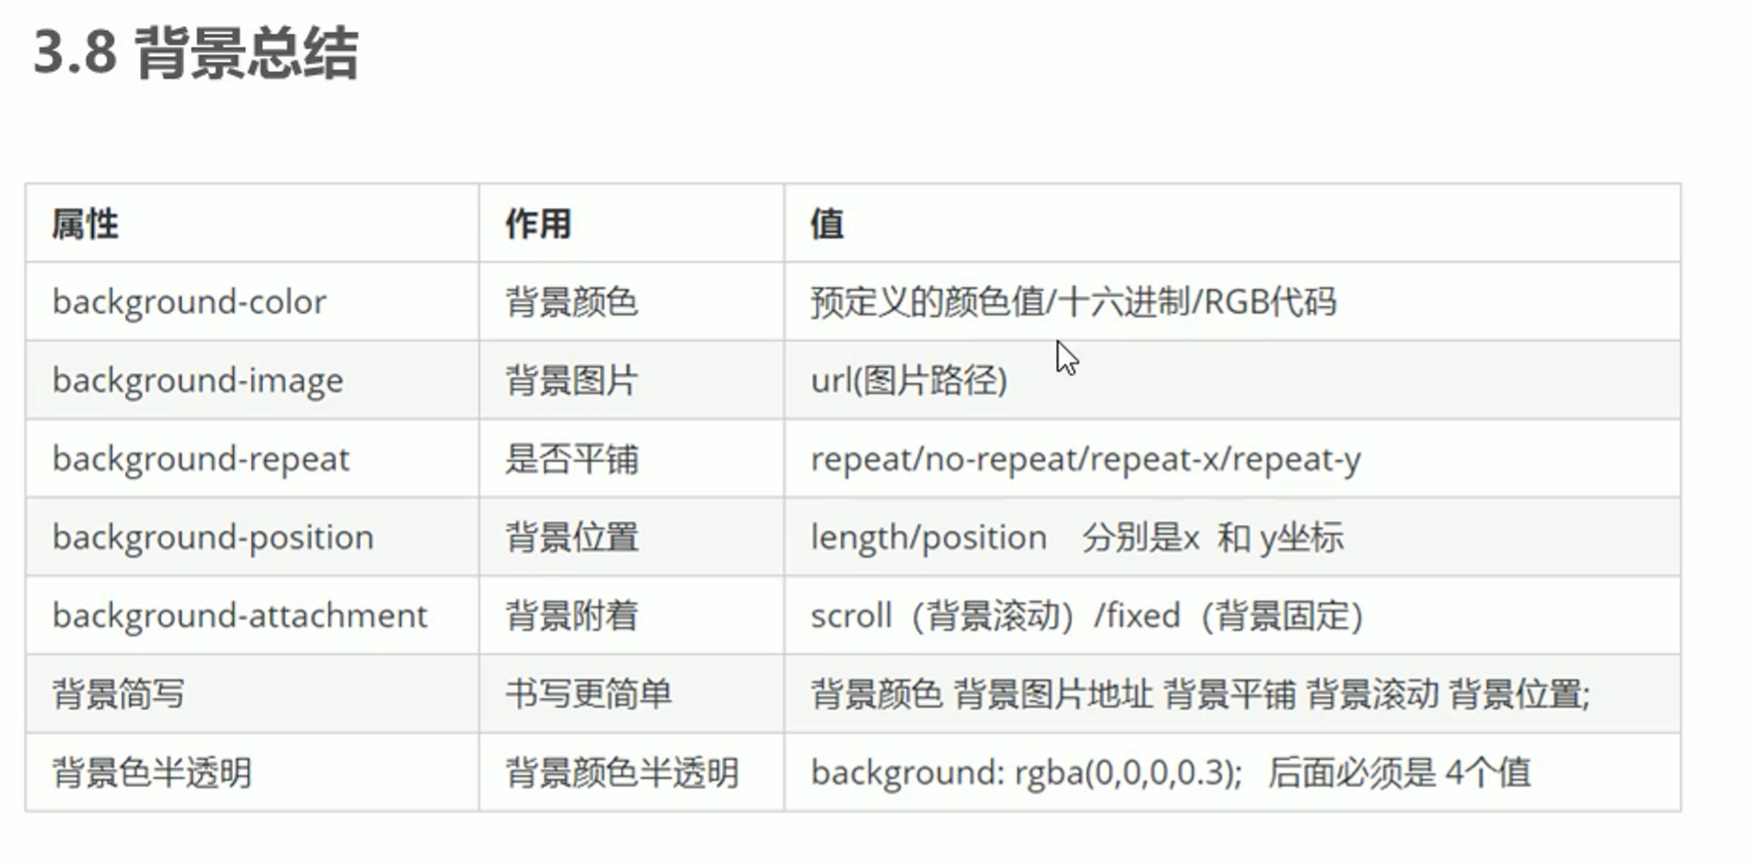 3.8 背景总结
属性 作用 值
background-color 背景颜色 预定义的颜色值/十六进制/RGB代码
background-image 背景图片 url(图片路径)
background-repeat 是否平铺 repeat/no-repeat/repeat-x/repeat-y
background-position 背景位置 length/position 分别是x 和 y坐标
background-attachment 背景附着 scroll（背景滚动）/fixed（背景固定）
背景简写 书写更简单 背景颜色 背景图片地址 背景平铺 背景滚动 背景位置;
背景色半透明 背景颜色半透明 background: rgba(0,0,0,0.3); 后面必须是 4个值